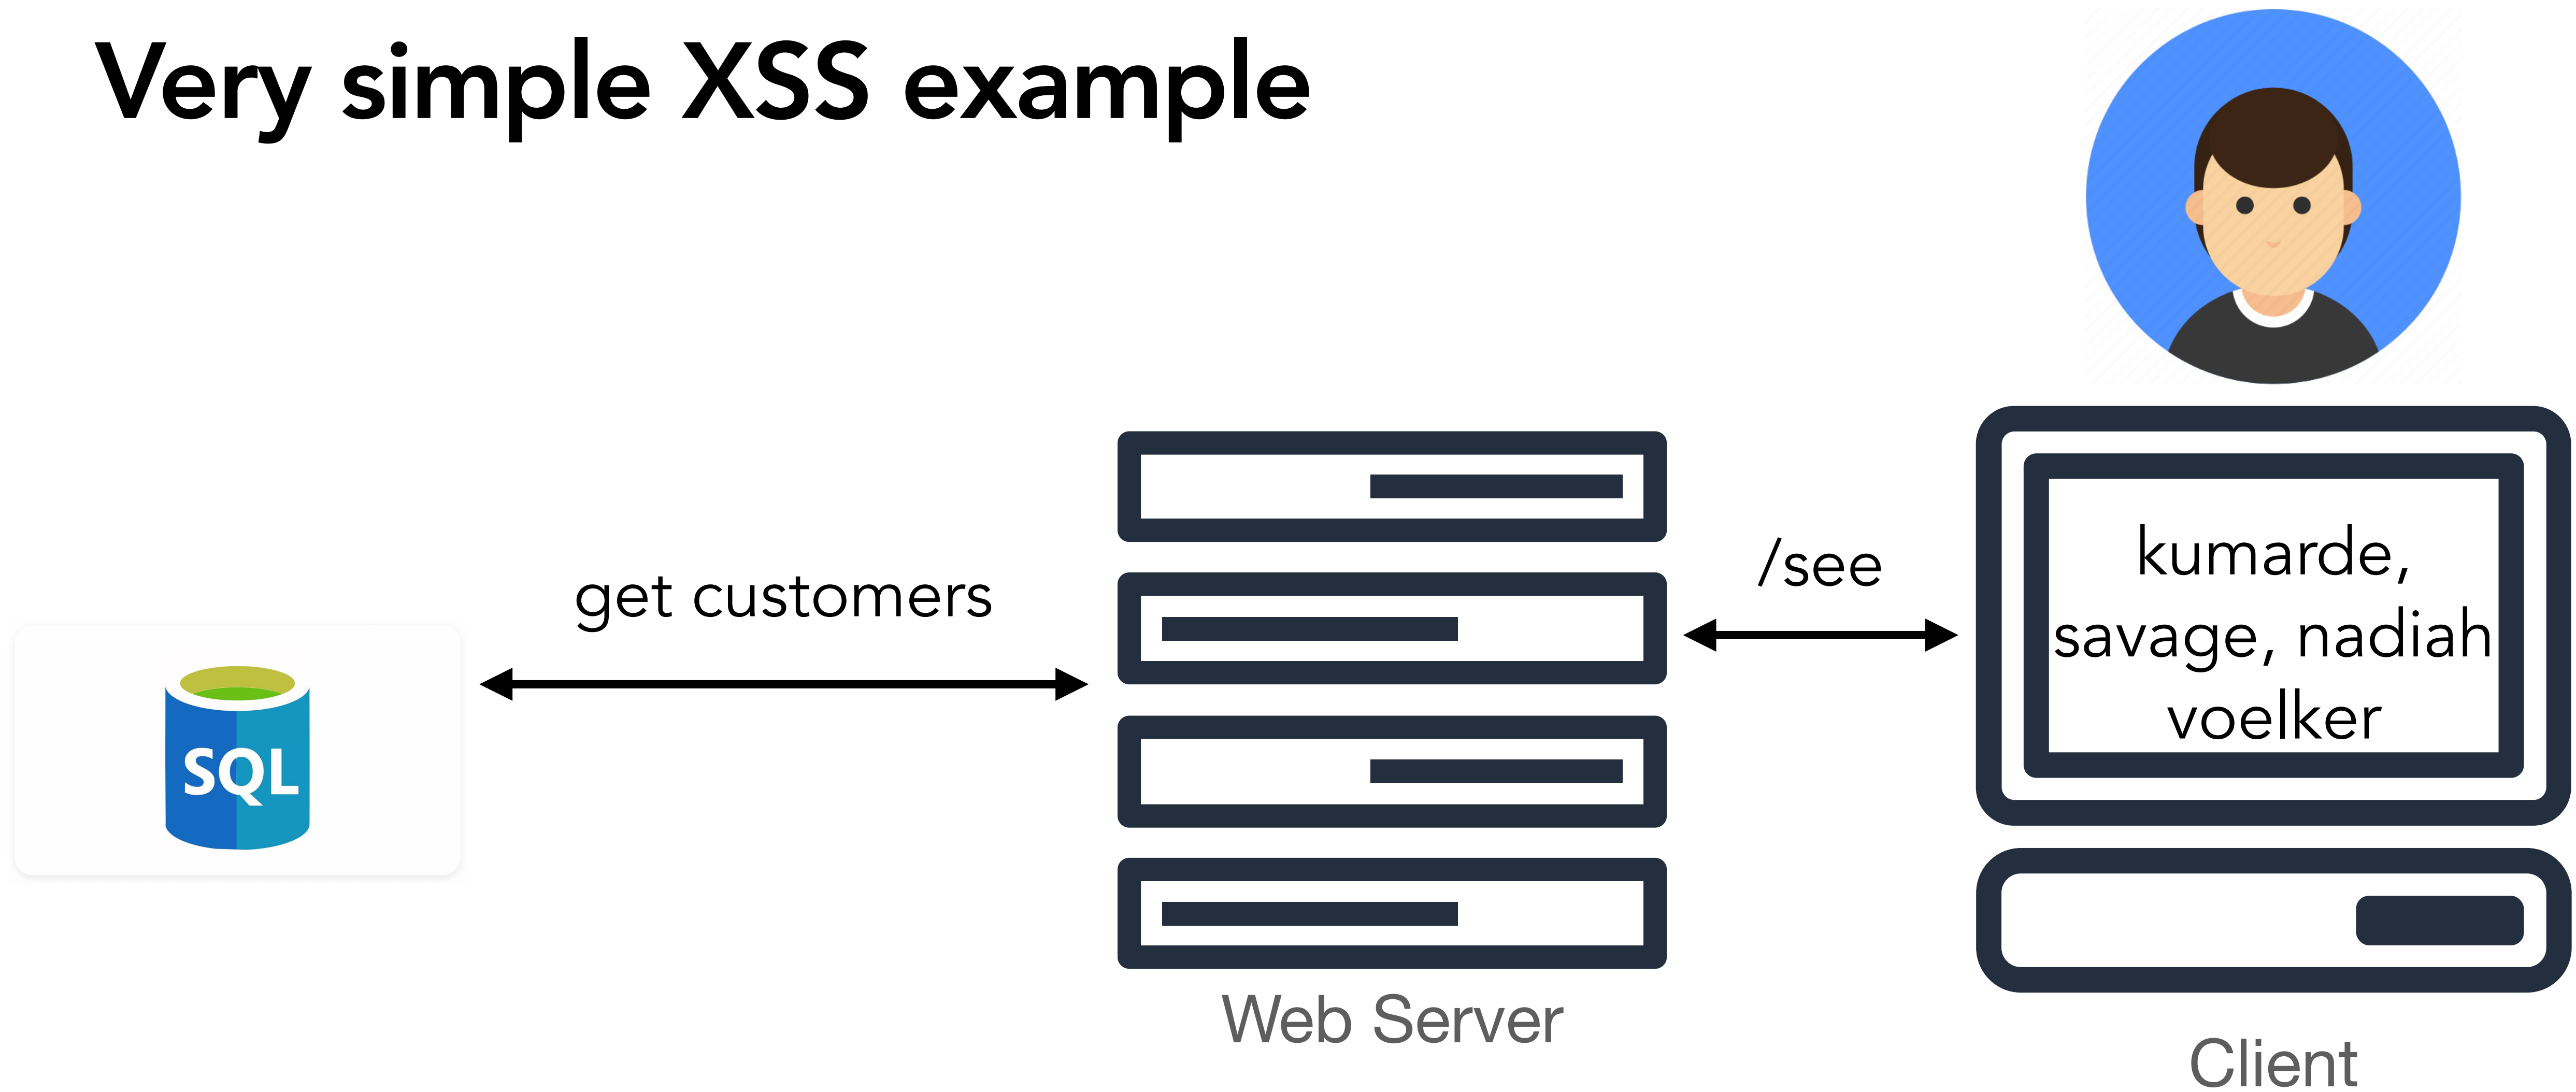 Very simple XSS example
get customers
SQL
Web Server
/see
kumarde,
savage, nadiah
voelker
Client